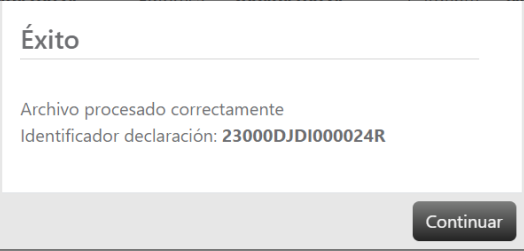 Éxito
Archivo procesado correctamente
Identificador declaración: 23000DJDI000024R
Continuar